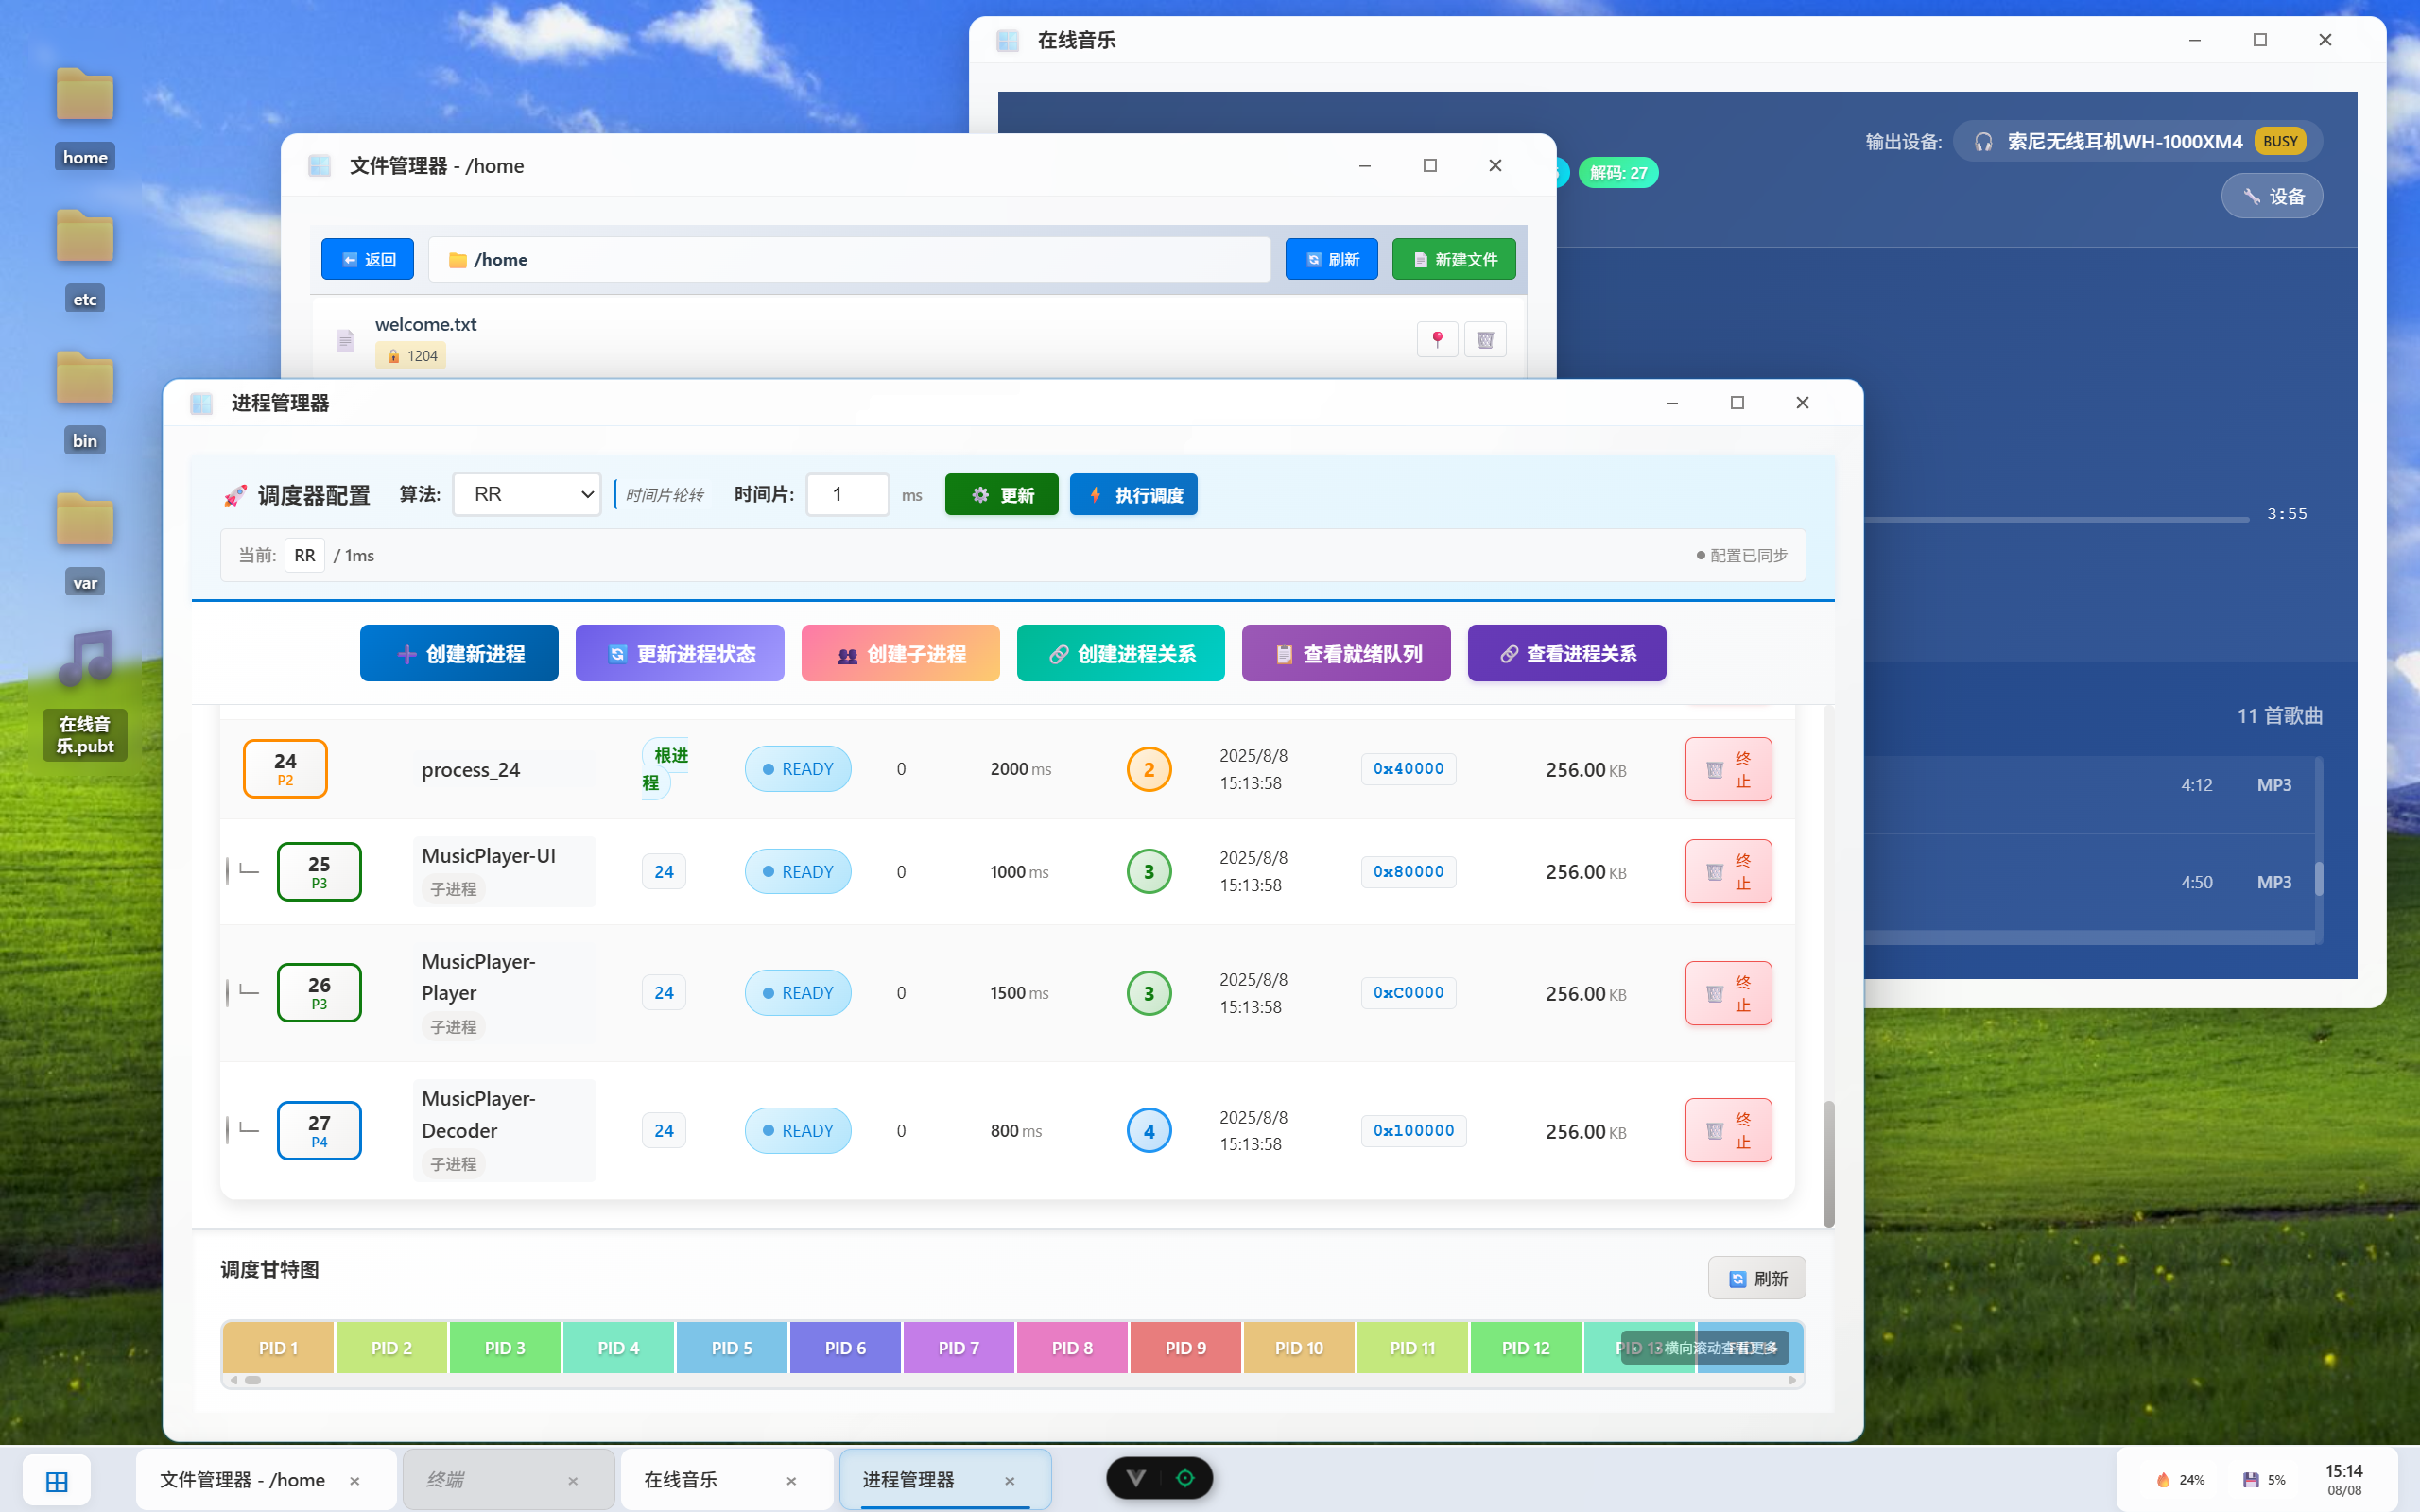 home
etc
bin
var
在线音
乐.pubt
在线音乐
输出设备:
索尼无线耳机WH-1000XM4
BUSY
解码: 27
设备
3:55
11 首歌曲
4:12
MP3
4:50
MP3
文件管理器 - /home
返回
/home
刷新
新建文件
welcome.txt
1204
进程管理器
调度器配置
算法:
RR
时间片轮转
时间片:
1
ms
更新
执行调度
当前:
RR
/ 1ms
配置已同步
创建新进程
更新进程状态
创建子进程
创建进程关系
查看就绪队列
查看进程关系
24
P2
process_24
根进
程
READY
0
2000 ms
2
2025/8/8
15:13:58
0x40000
256.00 KB
终
止
25
P3
MusicPlayer-UI
子进程
24
READY
0
1000 ms
3
2025/8/8
15:13:58
0x80000
256.00 KB
终
止
26
P3
MusicPlayer-
Player
子进程
24
READY
0
1500 ms
3
2025/8/8
15:13:58
0xC0000
256.00 KB
终
止
27
P4
MusicPlayer-
Decoder
子进程
24
READY
0
800 ms
4
2025/8/8
15:13:58
0x100000
256.00 KB
终
止
调度甘特图
刷新
PID 1
PID 2
PID 3
PID 4
PID 5
PID 6
PID 7
PID 8
PID 9
PID 10
PID 11
PID 12
PID 13
横向滚动查看更多
文件管理器 - /home
终端
在线音乐
进程管理器
24%
5%
15:14
08/08